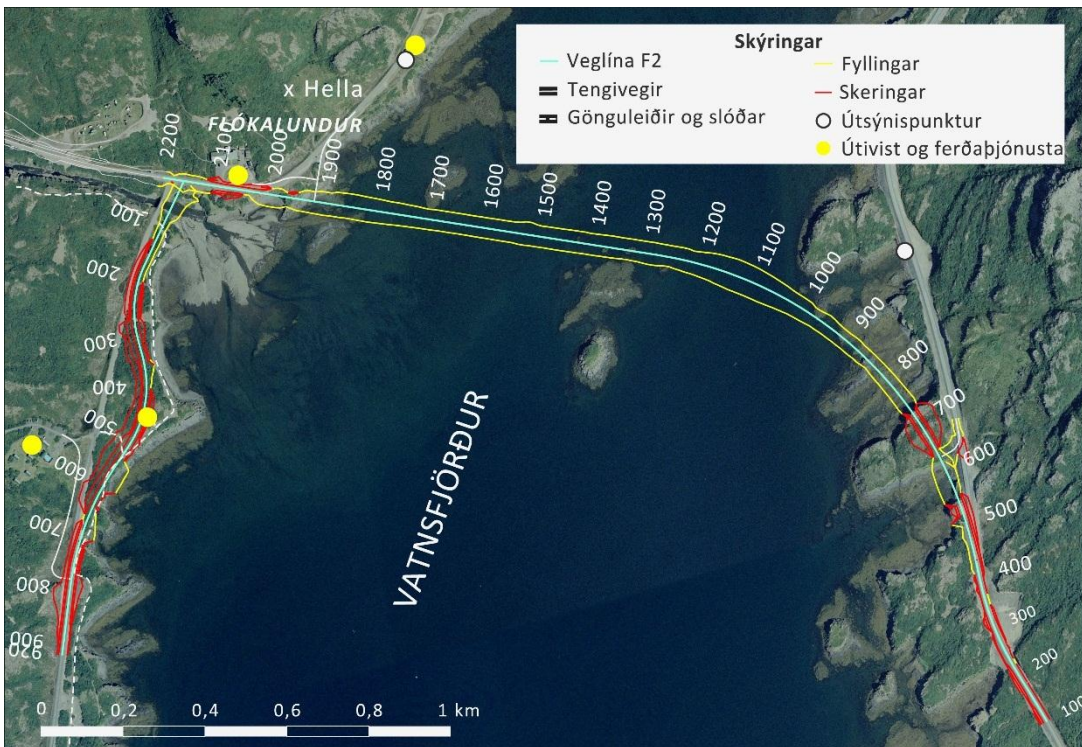 Skýringar
Veglína F2
Tengivegir
Gönguleiðir og slóðar
Fyllingar
Skeringar
Útsýnispunktur
Útivist og ferðaþjónusta
x Hella
FLÓKALUNDUR
2200
2100
2000
1900
1800
1700
1600
1500
1400
1300
1200
1100
1000
900
800
700
600
500
400
300
200
100
100
200
300
400
500
600
700
800
900
920
VATNSFJÖRÐUR
0 0,2 0,4 0,6 0,8 1 km